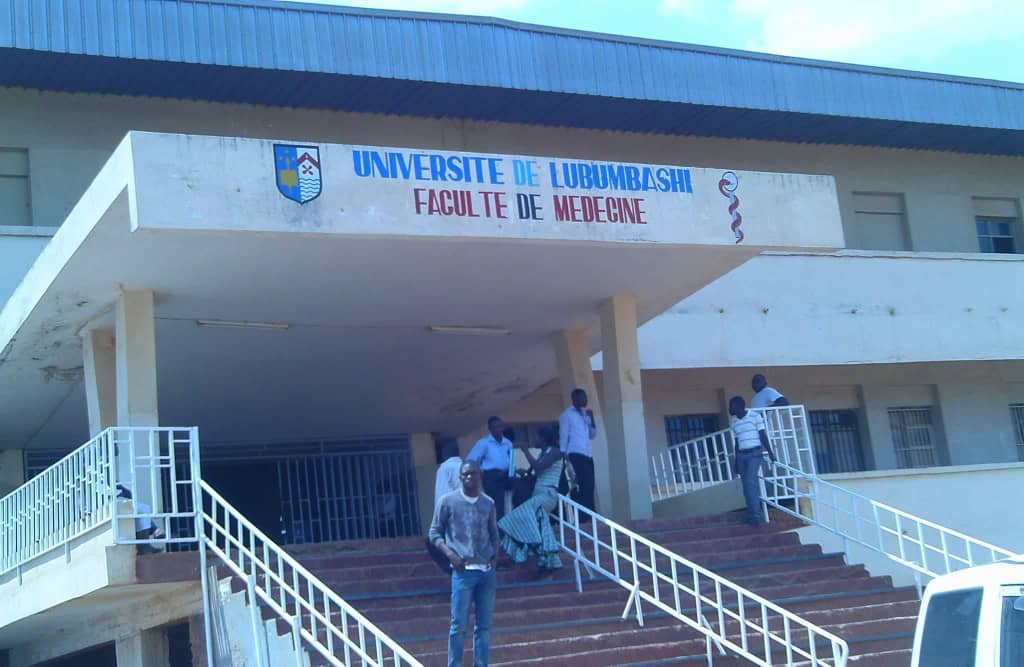 UNIVERSITE DE LUBUMBASHI
FACULTE DE MEDECINE